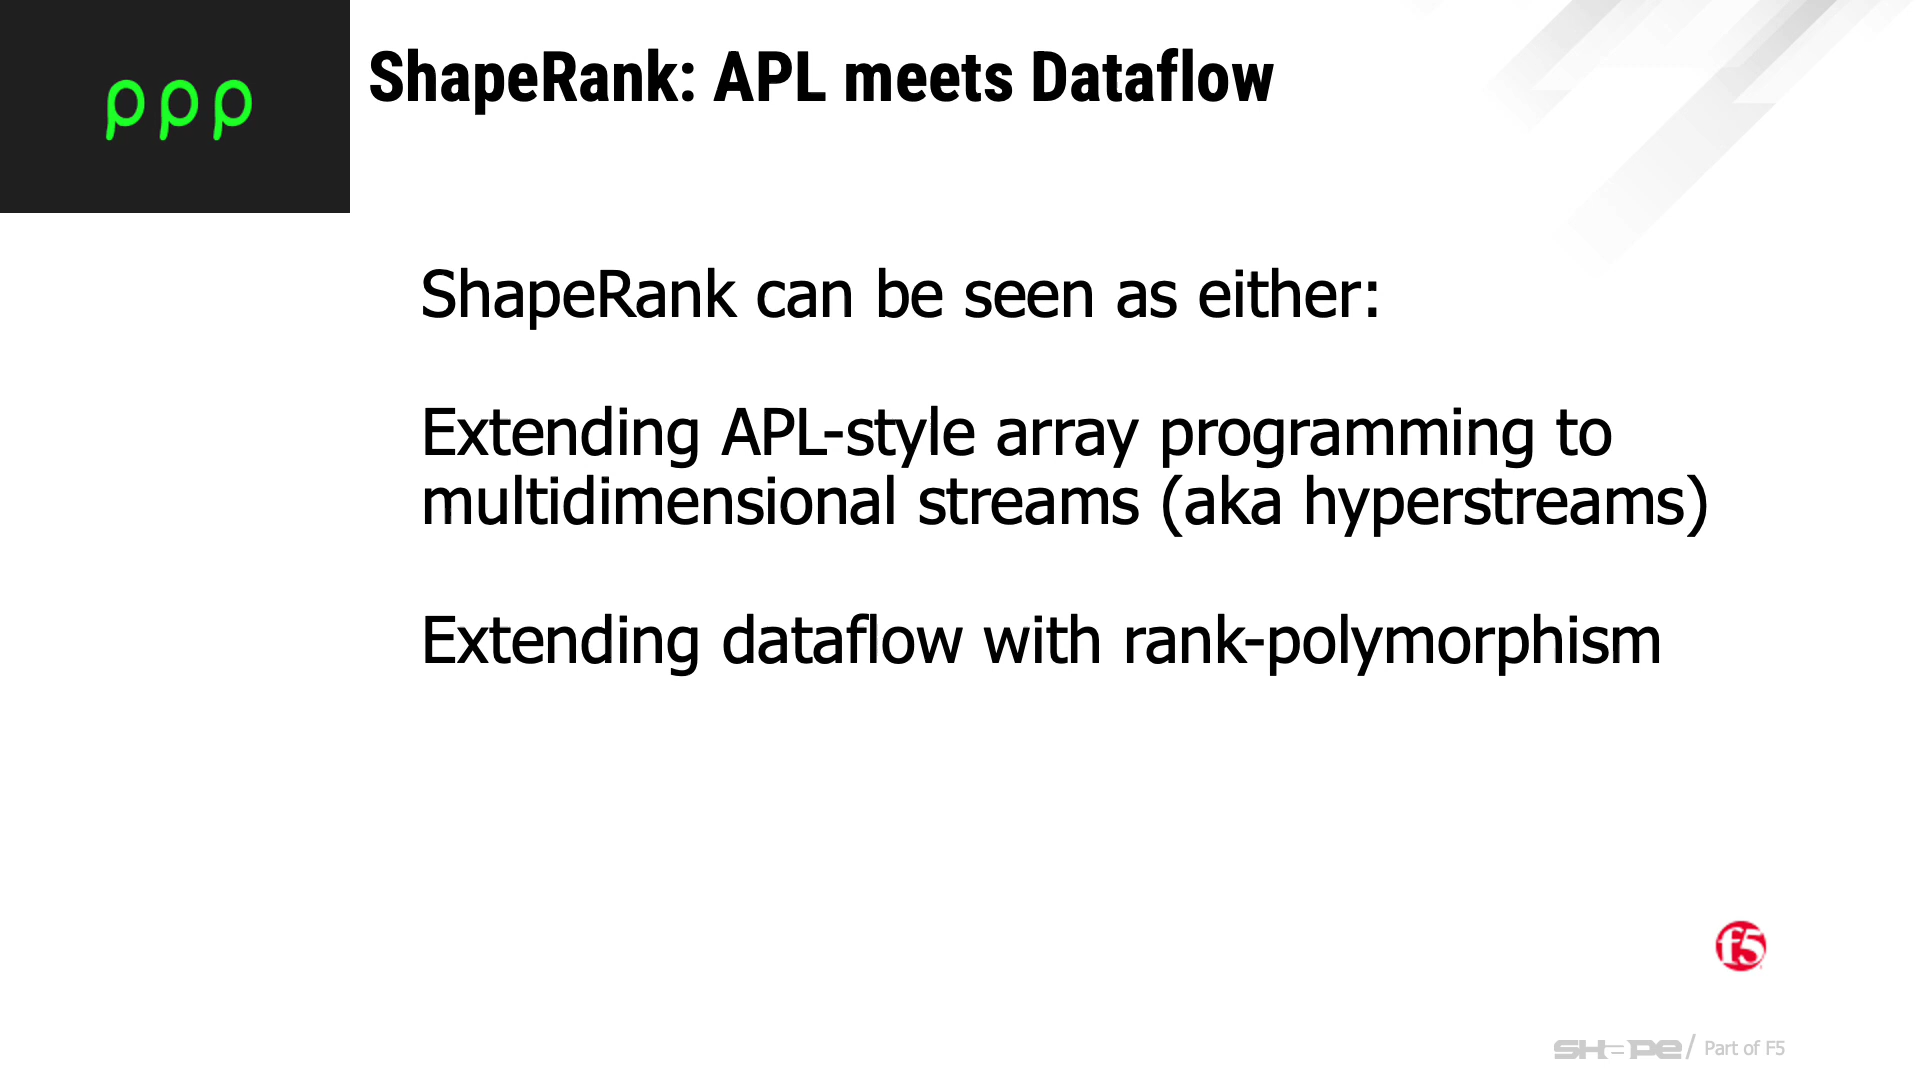 ρρρ
ShapeRank: APL meets Dataflow
ShapeRank can be seen as either:
Extending APL-style array programming to
multidimensional streams (aka hyperstreams)
Extending dataflow with rank-polymorphism
f5
SHAPE / Part of F5